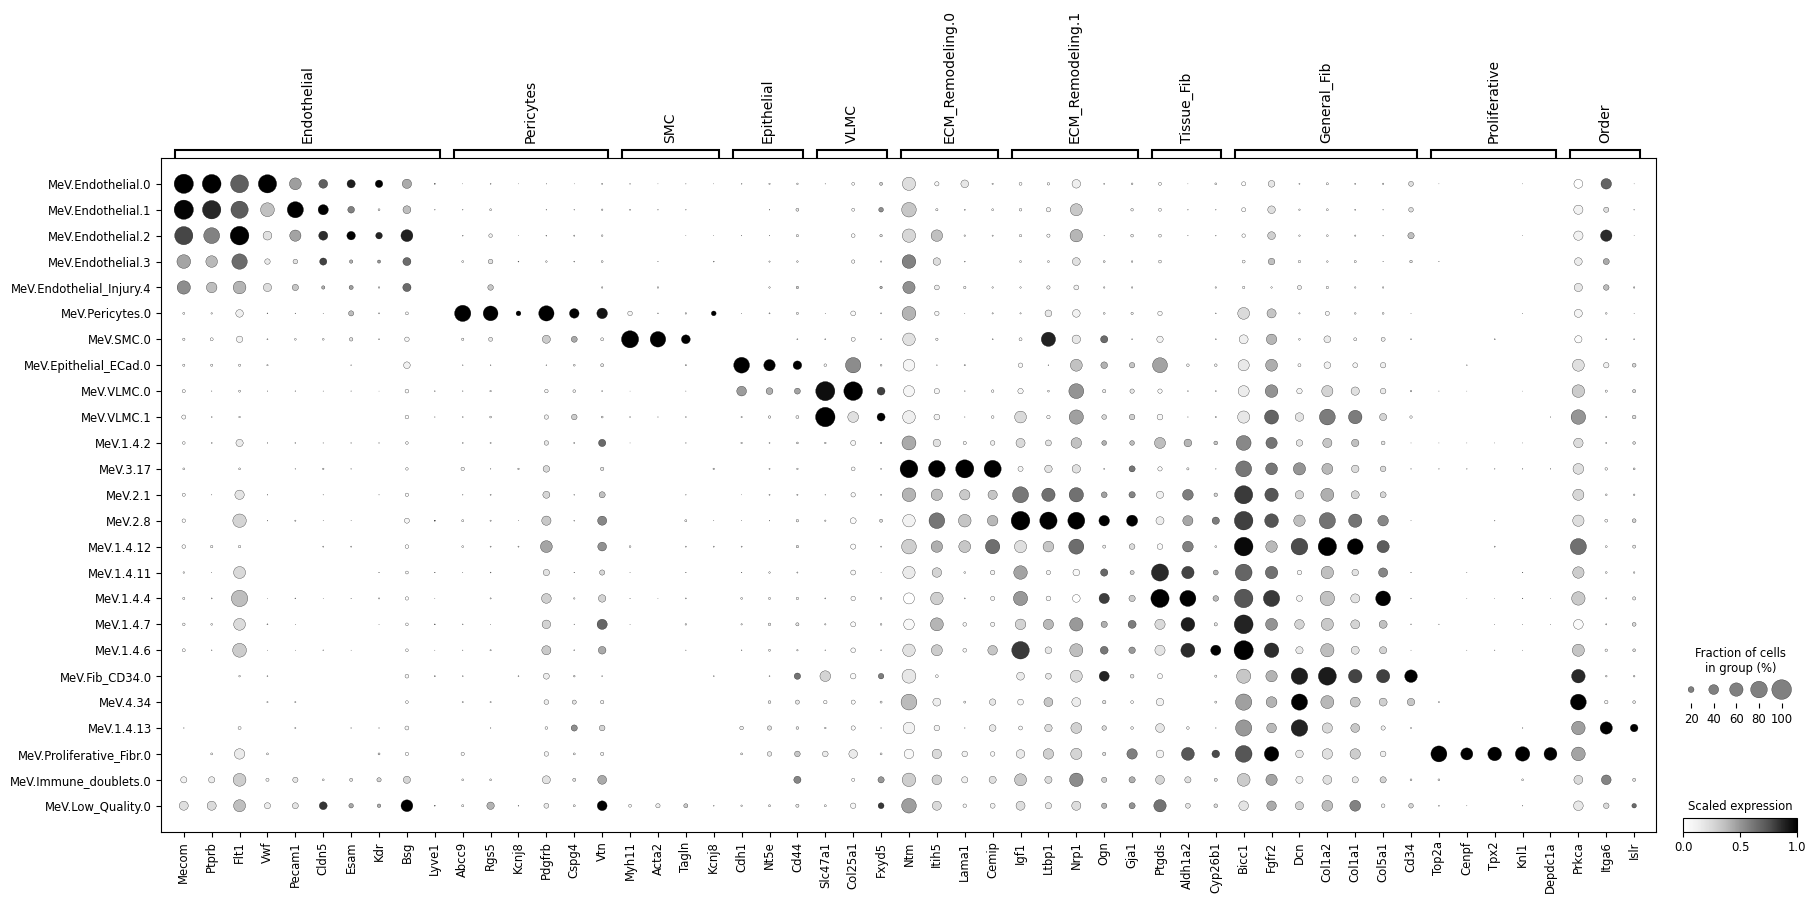 Endothelial
Pericytes
SMC
Epithelial
VLMC
ECM_Remodeling.0
ECM_Remodeling.1
Tissue_Fib
General_Fib
Proliferative
Order
MeV.Endothelial.0
MeV.Endothelial.1
MeV.Endothelial.2
MeV.Endothelial.3
MeV.Endothelial_Injury.4
MeV.Pericytes.0
MeV.SMC.0
MeV.Epithelial_ECad.0
MeV.VLMC.0
MeV.VLMC.1
MeV.1.4.2
MeV.3.17
MeV.2.1
MeV.2.8
MeV.1.4.12
MeV.1.4.11
MeV.1.4.4
MeV.1.4.7
MeV.1.4.6
MeV.Fib_CD34.0
MeV.4.34
MeV.1.4.13
MeV.Proliferative_Fibr.0
MeV.Immune_doublets.0
MeV.Low_Quality.0
Mecom
Ptprb
Flt1
Vwf
Pecam1
Cldn5
Esam
Kdr
Bsg
Lyve1
Abcc9
Rgs5
Kcnj8
Pdgfrb
Cspg4
Vtn
Myh11
Acta2
Tagln
Kcnj8
Cdh1
Nt5e
Cd44
Slc47a1
Col25a1
Fxyd5
Ntm
Itih5
Lama1
Cemip
Igf1
Ltbp1
Nrp1
Ogn
Gja1
Ptgds
Aldh1a2
Cyp26b1
Bicc1
Fgfr2
Dcn
Col1a2
Col1a1
Col5a1
Cd34
Top2a
Cenpf
Tpx2
Knl1
Depdc1a
Prkca
Itga6
Islr
Fraction of cells
in group (%)
20 40 60 80 100
Scaled expression
0.0 0.5 1.0